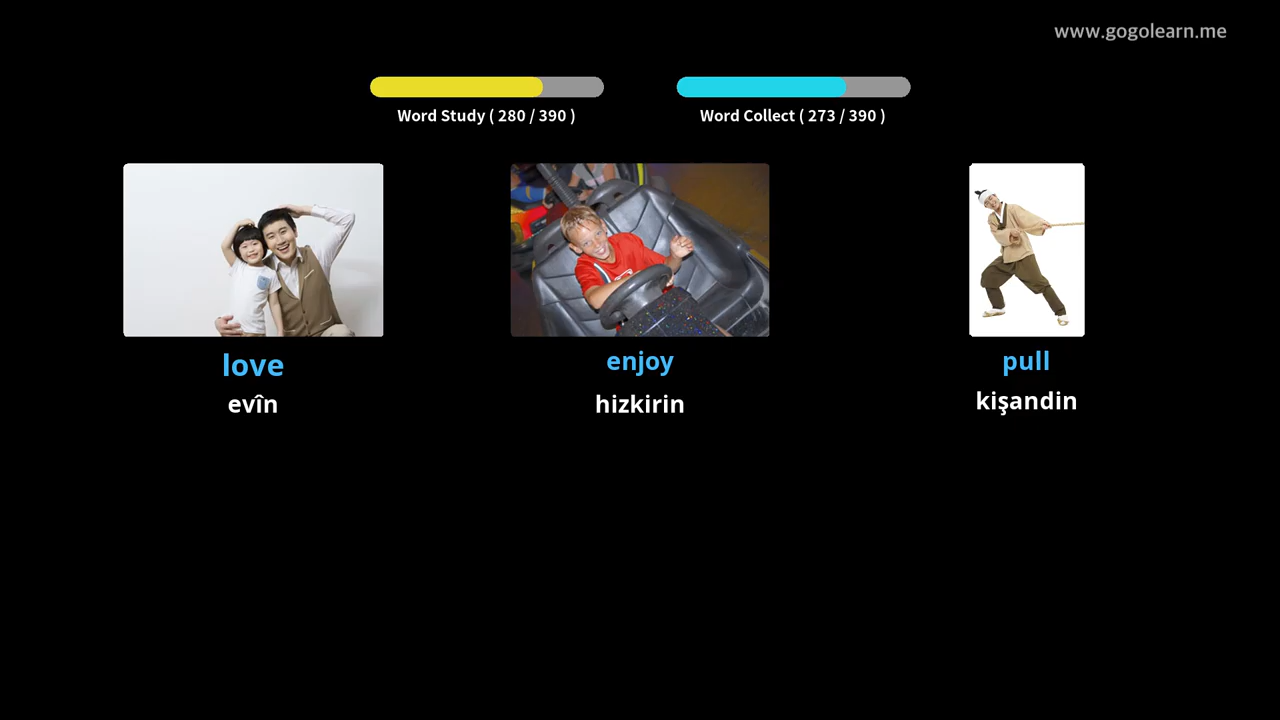 www.gogolearn.me
Word Study ( 280 / 390 )
Word Collect ( 273 / 390 )
love
evîn
enjoy
hizkirin
pull
kişandin